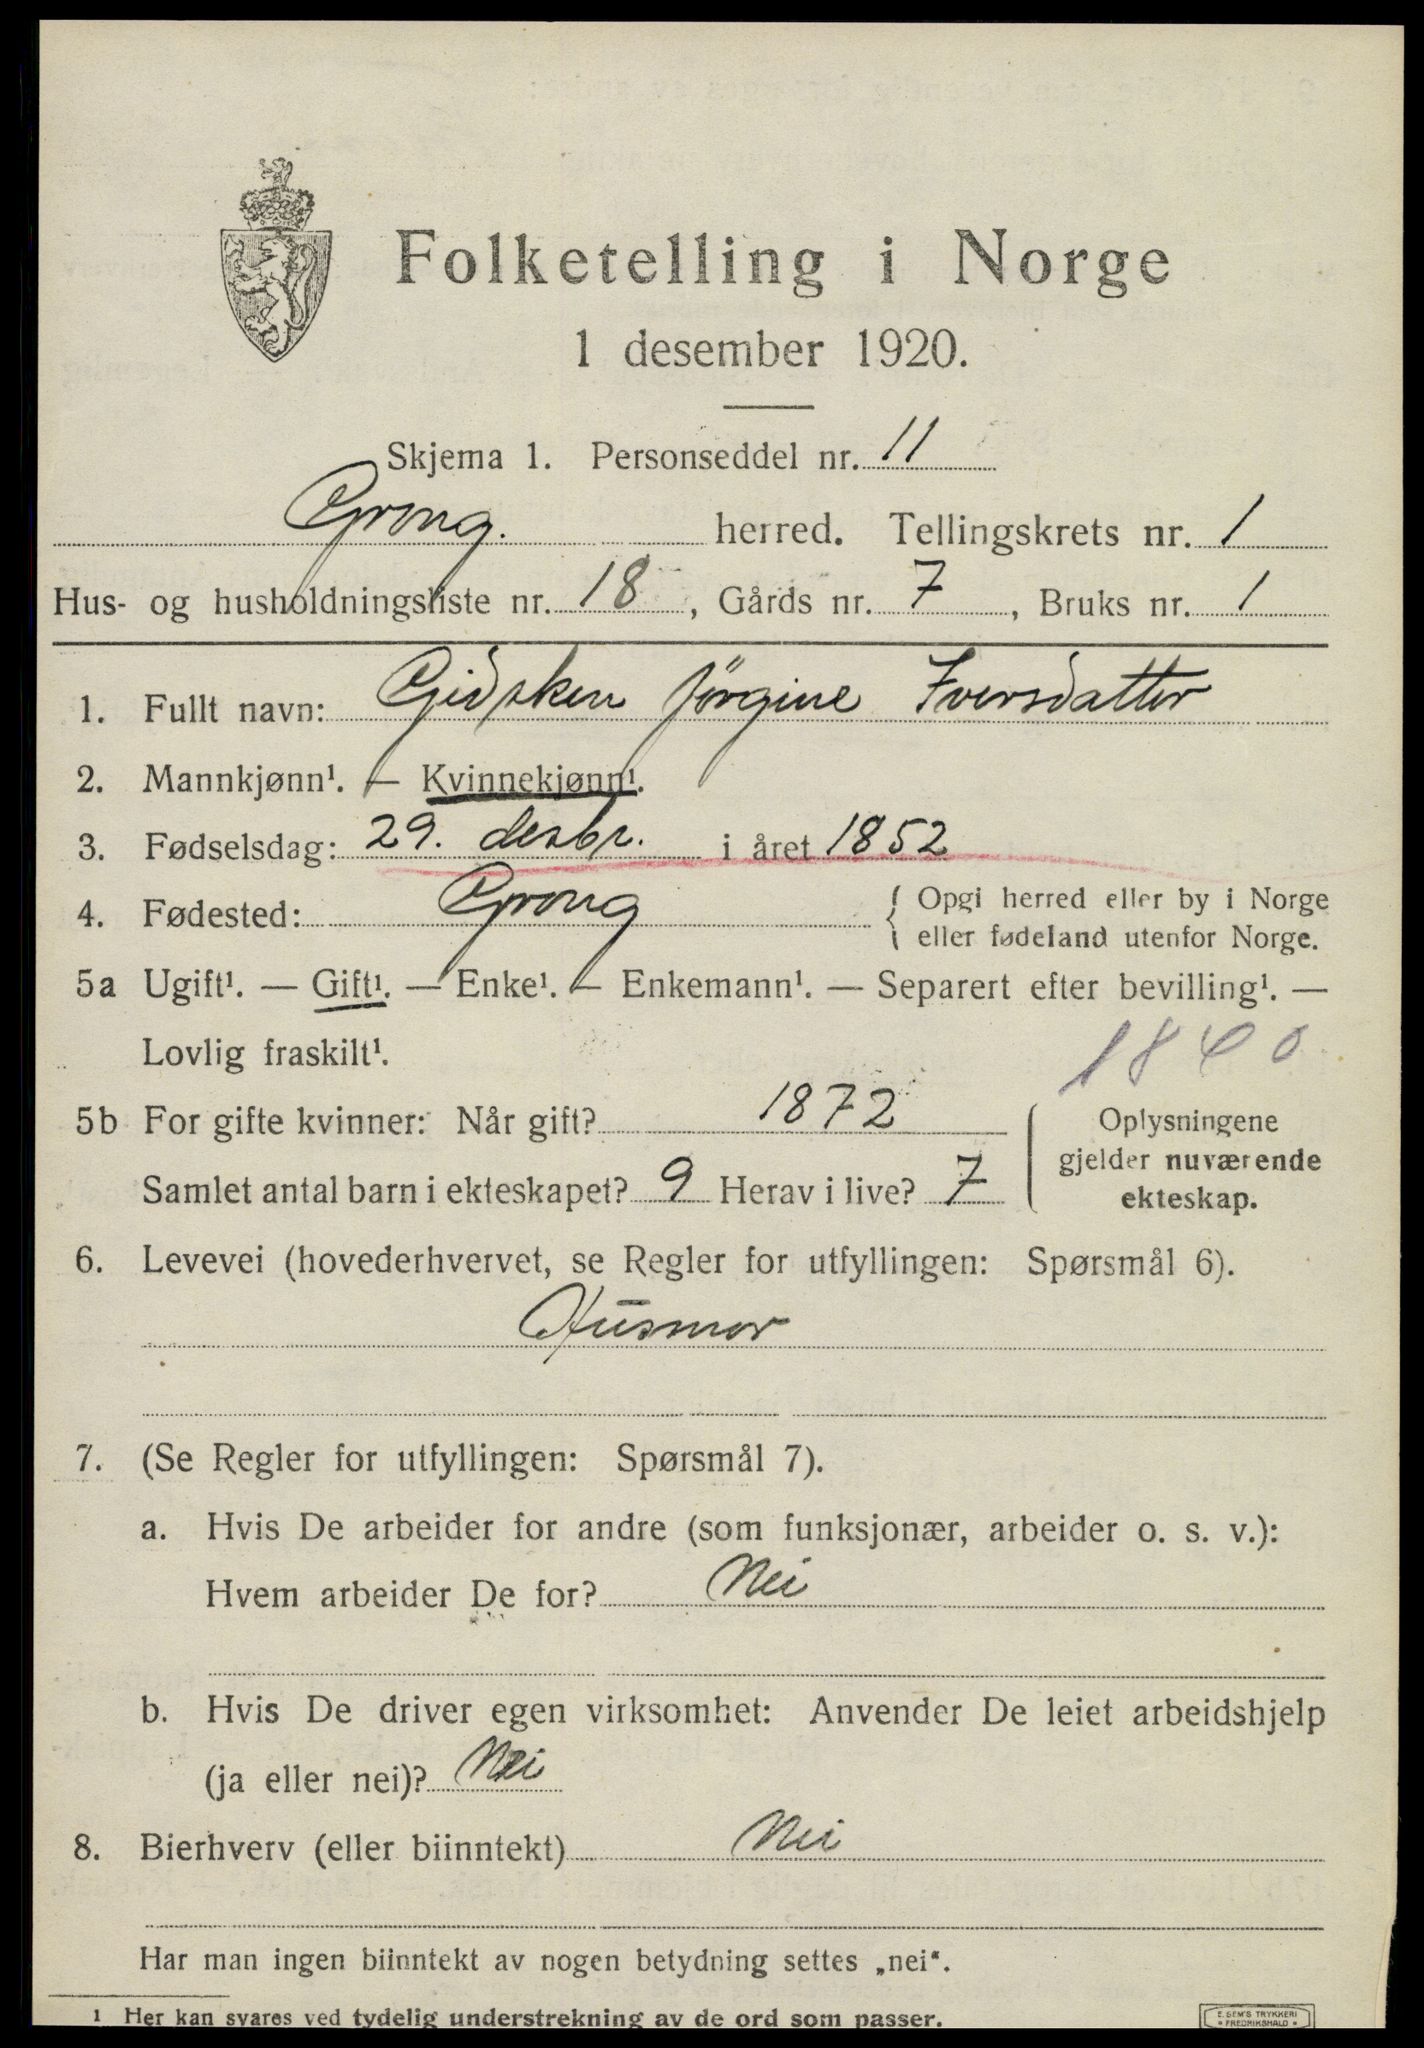 Folketelling i Norge
1 desember 1920.
Skjema 1. Personseddel nr. 11
Grong. herred. Tellingskrets nr. 1
Hus- og husholdningsliste nr. 18, Gårds nr. 7, Bruks nr. 1
1. Fullt navn: Gidsken Jörgine Iversdatter
2. Mannkjønn¹. — Kvinnekjønn¹.
3. Fødselsdag: 29. desbr. i året 1852
4. Fødested: Grong { Opgi herred eller by i Norge
eller fødeland utenfor Norge.
5a Ugift¹. — Gift¹. — Enke¹. — Enkemann¹. — Separert efter bevilling¹. —
Lovlig fraskilt¹.
5b For gifte kvinner: Når gift? 1872
Samlet antal barn i ekteskapet? 9 Herav i live? 7
Oplysningene
gjelder nuværende
ekteskap.
6. Levevei (hovederhvervet, se Regler for utfyllingen: Spørsmål 6).
Husmor
7. (Se Regler for utfyllingen: Spørsmål 7).
a. Hvis De arbeider for andre (som funksjonær, arbeider o. s. v.):
Hvem arbeider De for? Nei
b. Hvis De driver egen virksomhet: Anvender De leiet arbeidshjelp
(ja eller nei)? Nei
8. Bierhverv (eller biinntekt) Nei
Har man ingen biinntekt av nogen betydning settes „nei“.
1 Her kan svares ved tydelig understrekning av de ord som passer.
E. SEM'S TRYKKERI
• FREDRIKSHALD •